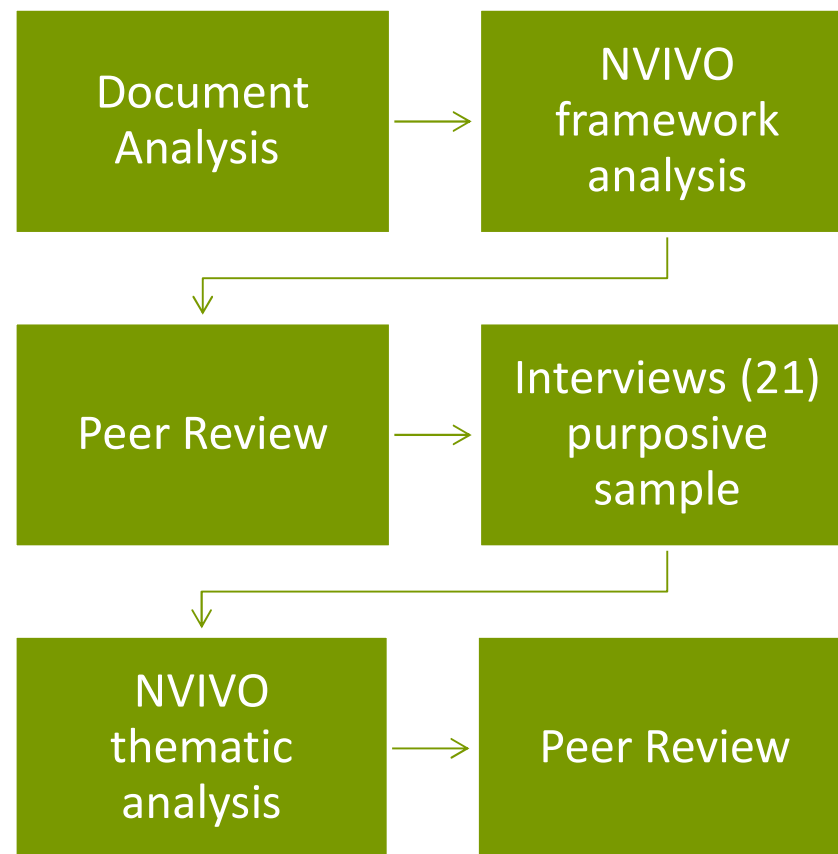 Document
Analysis
NVIVO
framework
analysis
Peer Review
Interviews (21)
purposive
sample
NVIVO
thematic
analysis
Peer Review